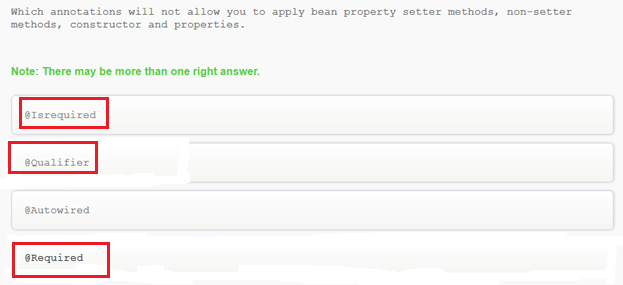 Which annotations will not allow you to apply bean property setter methods, non-setter
methods, constructor and properties.
Note: There may be more than one right answer.
@Isrequired
@Qualifier
@Autowired
@Required